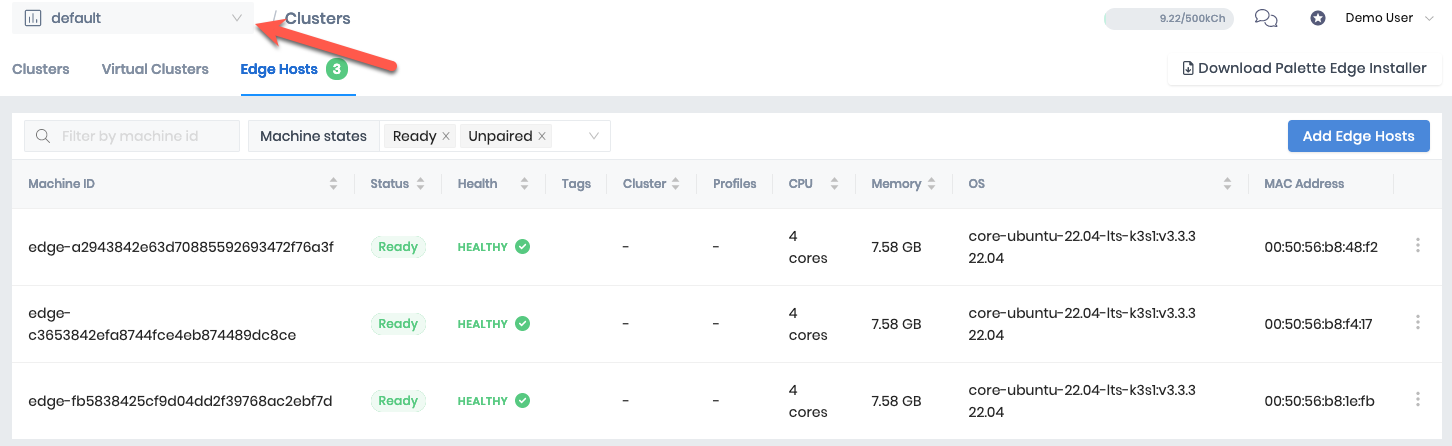 default / Clusters 9.22/500kCh Demo User
Clusters Virtual Clusters Edge Hosts 3 Download Palette Edge Installer
Filter by machine id Machine states Ready × Unpaired × Add Edge Hosts
Machine ID Status Health Tags Cluster Profiles CPU Memory OS MAC Address
edge-a2943842e63d70885592693472f76a3f Ready HEALTHY - - 4 cores 7.58 GB core-ubuntu-22.04-lts-k3s1:v3.3.3 22.04 00:50:56:b8:48:f2
edge-c3653842efa8744fce4eb874489dc8ce Ready HEALTHY - - 4 cores 7.58 GB core-ubuntu-22.04-lts-k3s1:v3.3.3 22.04 00:50:56:b8:f4:17
edge-fb5838425cf9d04dd2f39768ac2ebf7d Ready HEALTHY - - 4 cores 7.58 GB core-ubuntu-22.04-lts-k3s1:v3.3.3 22.04 00:50:56:b8:1e:fb